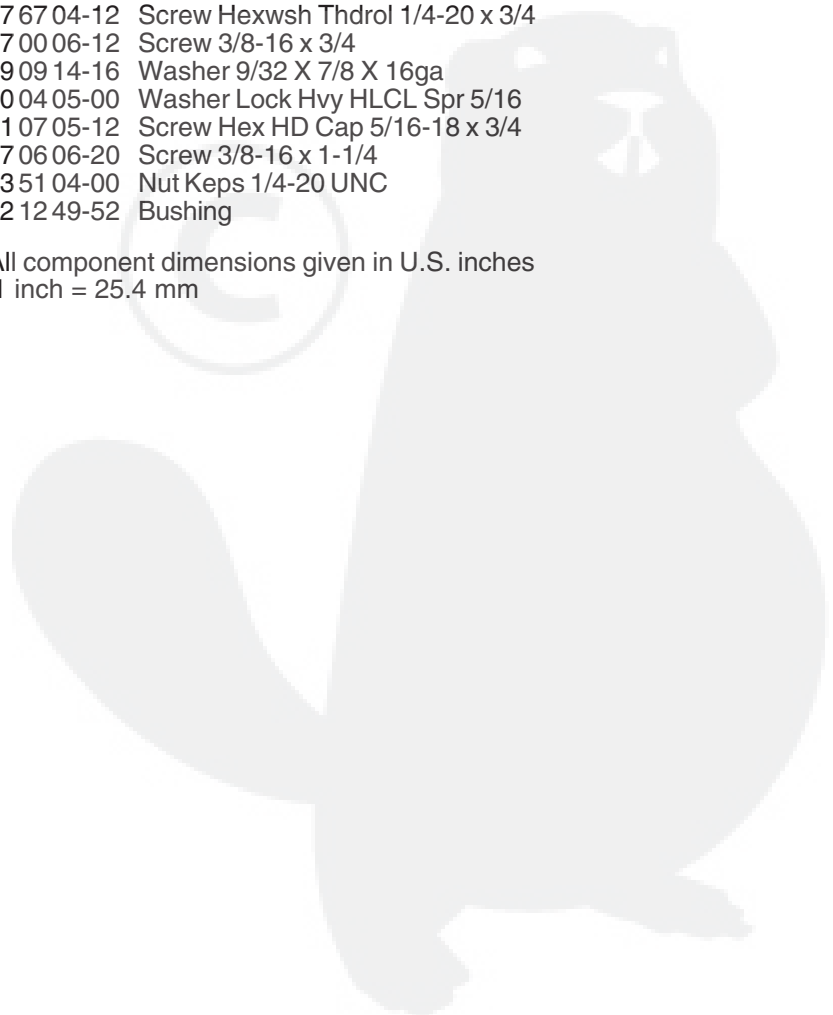 7 67 04-12 Screw Hexwsh Thdrol 1/4-20 x 3/4
7 00 06-12 Screw 3/8-16 x 3/4
9 09 14-16 Washer 9/32 X 7/8 X 16ga
0 04 05-00 Washer Lock Hvy HLCL Spr 5/16
1 07 05-12 Screw Hex HD Cap 5/16-18 x 3/4
7 06 06-20 Screw 3/8-16 x 1-1/4
3 51 04-00 Nut Keps 1/4-20 UNC
2 12 49-52 Bushing
All component dimensions given in U.S. inches
1 inch = 25.4 mm
©